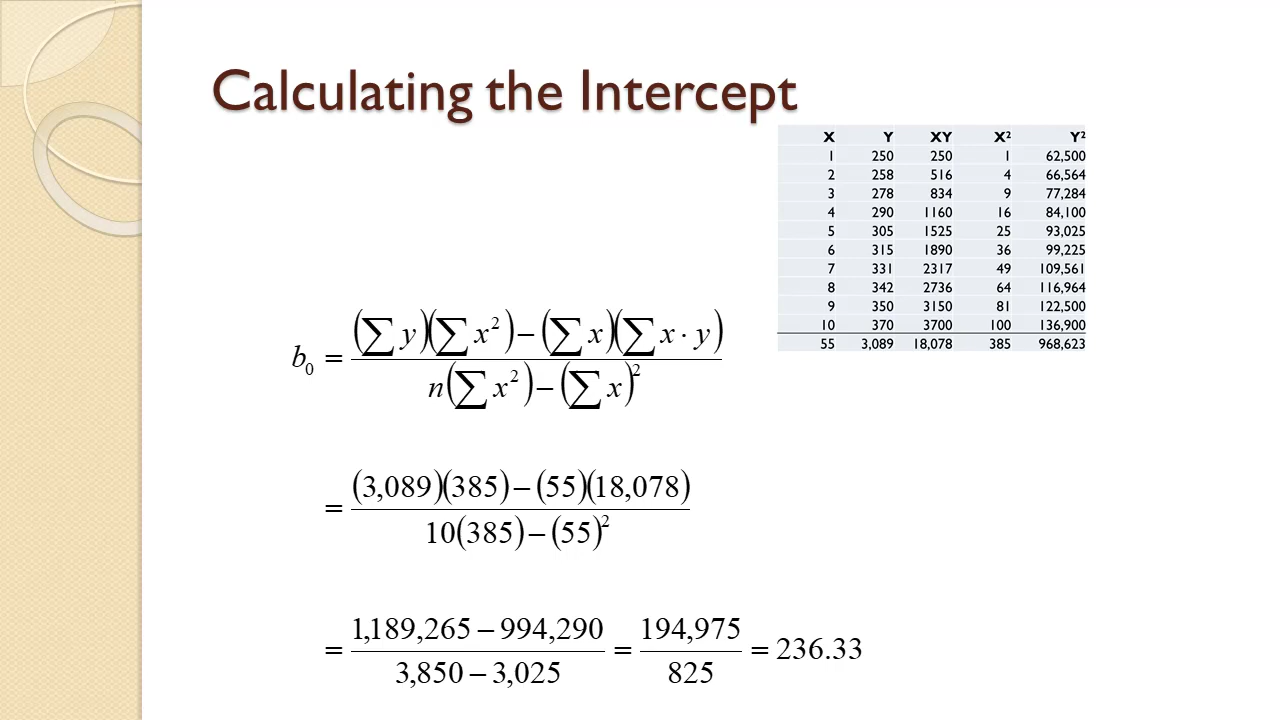 Calculating the Intercept
X Y XY X² Y²
1 250 250 1 62,500
2 258 516 4 66,564
3 278 834 9 77,284
4 290 1160 16 84,100
5 305 1525 25 93,025
6 315 1890 36 99,225
7 331 2317 49 109,561
8 342 2736 64 116,964
9 350 3150 81 122,500
10 370 3700 100 136,900
55 3,089 18,078 385 968,623
(∑ y)(∑ x²) − (∑ x)(∑ x · y)
b₀ =
n(∑ x²) − (∑ x)²
(3,089)(385) − (55)(18,078)
=
10(385) − (55)²
1,189,265 − 994,290 194,975
= = = 236.33
3,850 − 3,025 825